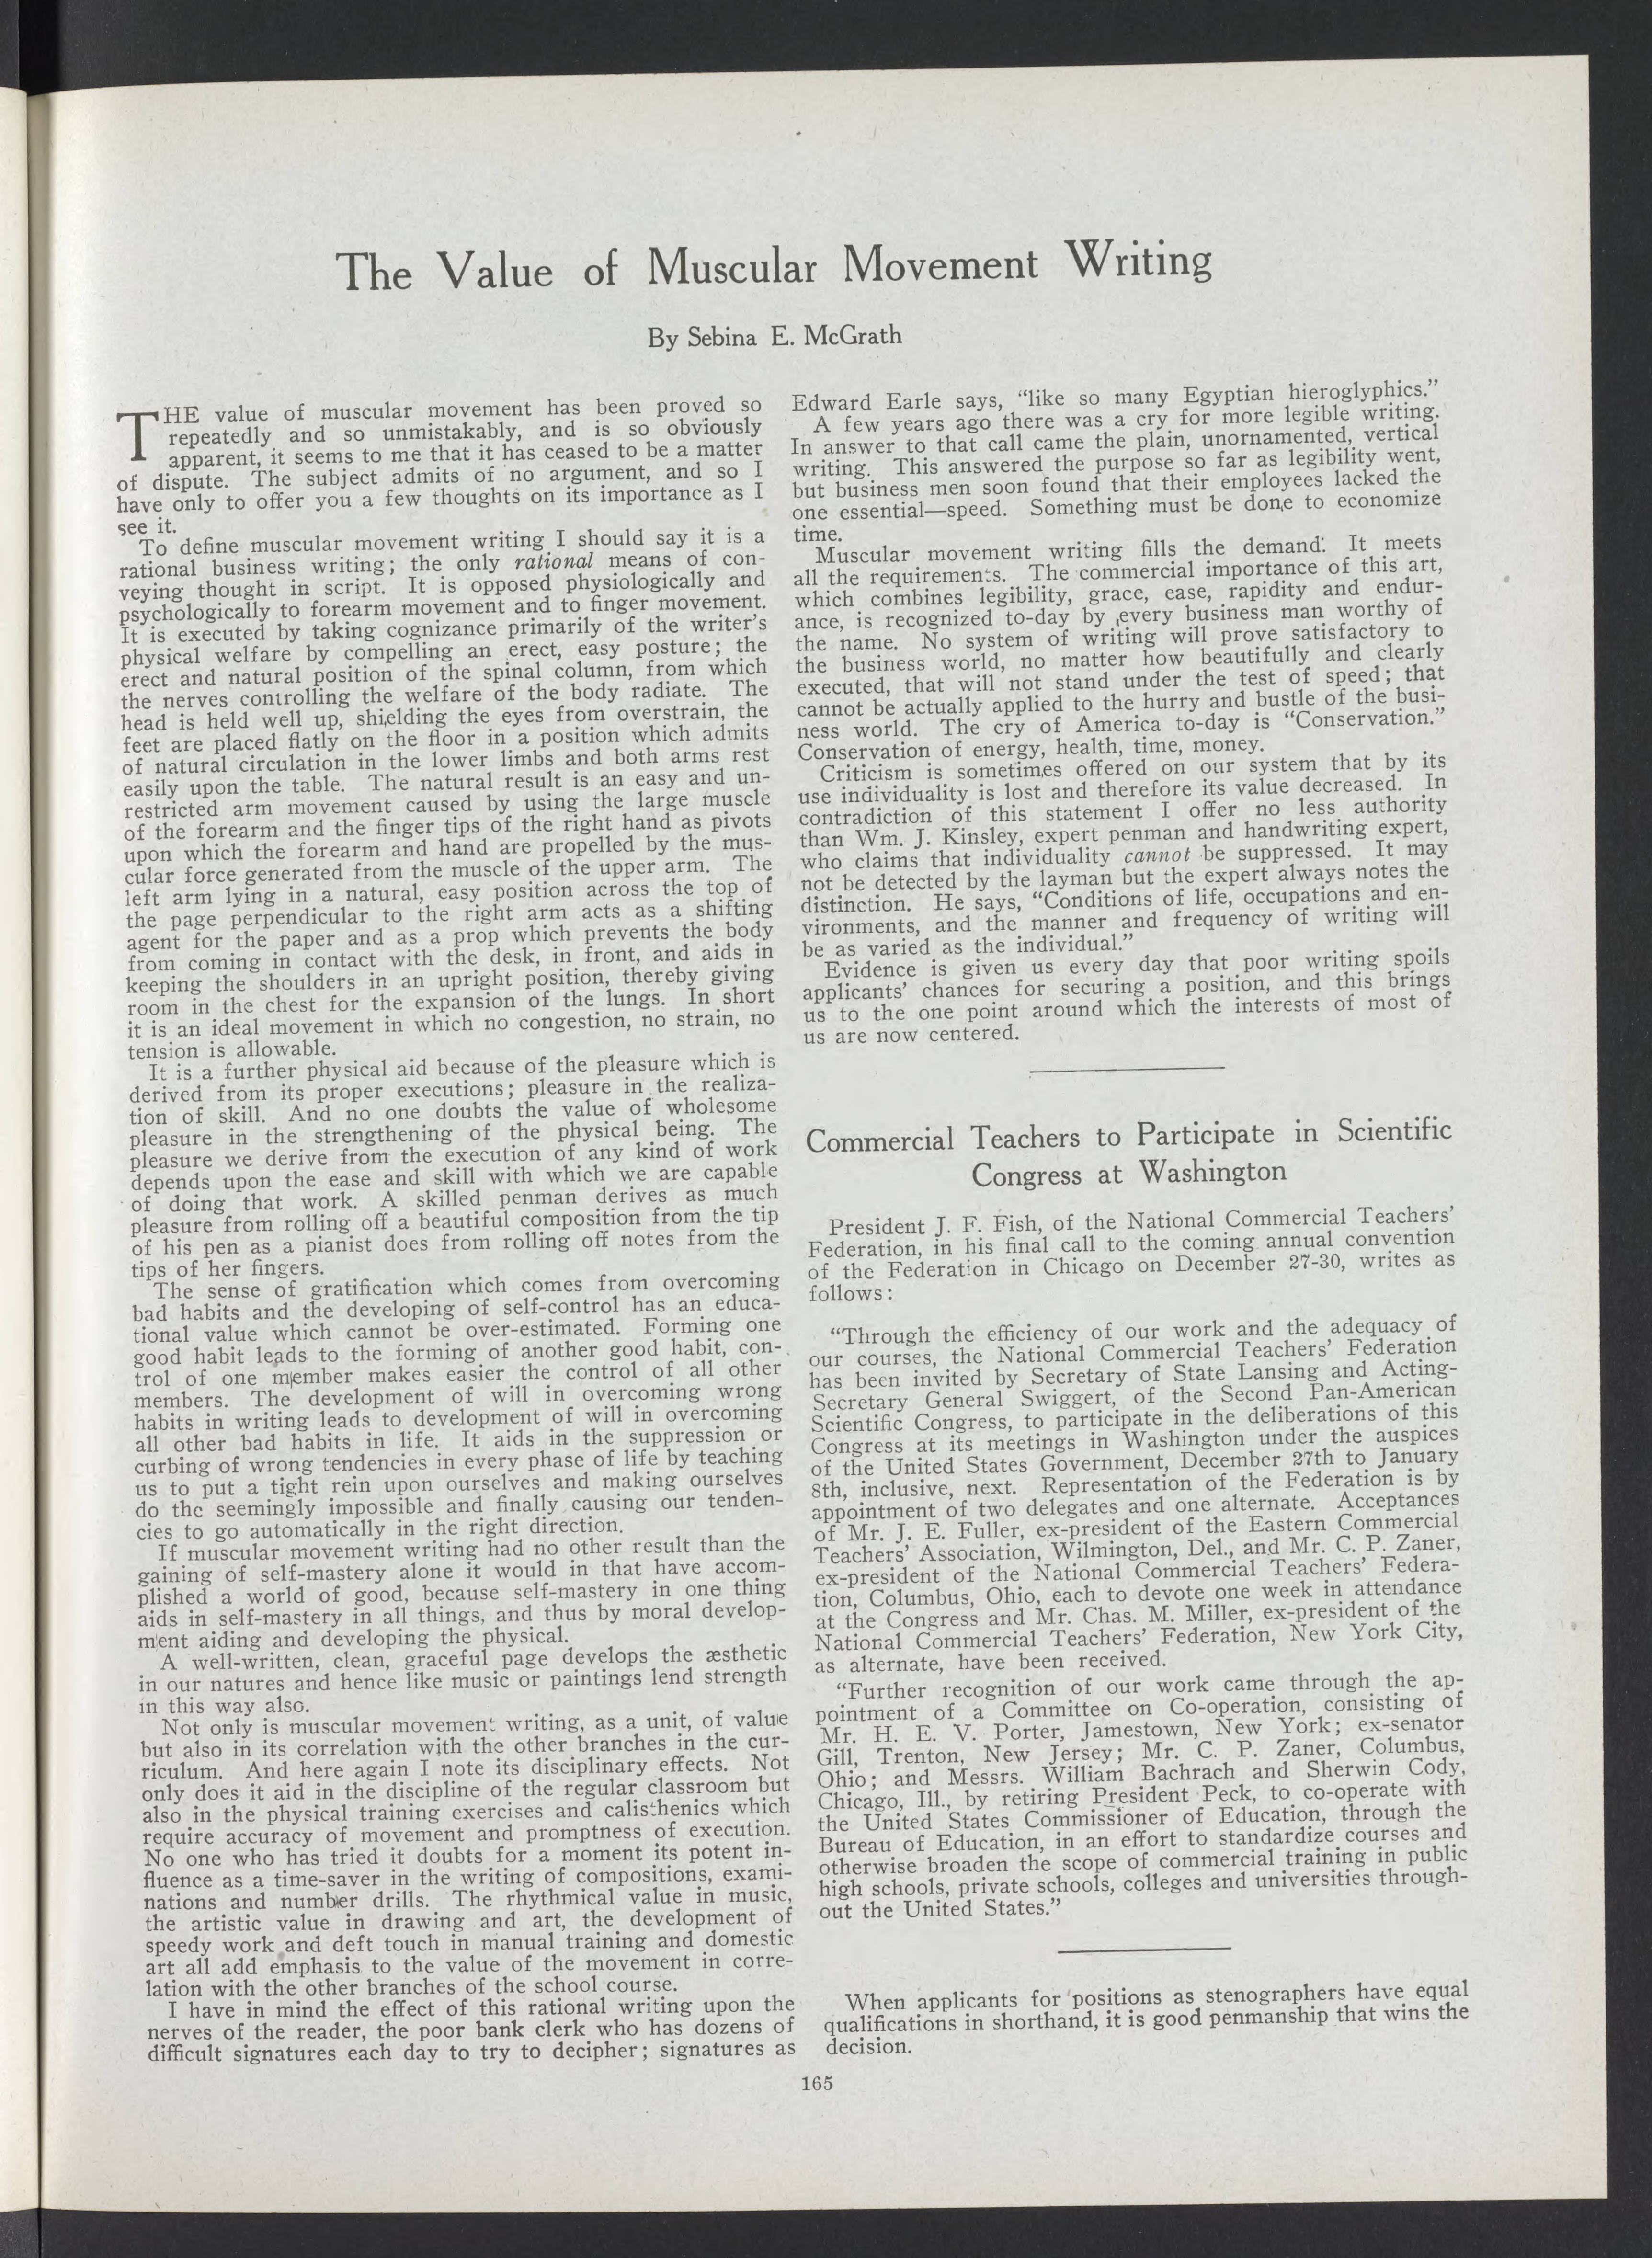 The Value of Muscular Movement Writing
By Sebina E. McGrath
THE value of muscular movement has been proved so
repeatedly and so unmistakably, and is so obviously
apparent, it seems to me that it has ceased to be a matter
of dispute. The subject admits of no argument, and so I
have only to offer you a few thoughts on its importance as I
see it.
To define muscular movement writing I should say it is a
rational business writing; the only rational means of con-
veying thought in script. It is opposed physiologically and
psychologically to forearm movement and to finger movement.
It is executed by taking cognizance primarily of the writer's
physical welfare by compelling an erect, easy posture; the
erect and natural position of the spinal column, from which
the nerves controlling the welfare of the body radiate. The
head is held well up, shielding the eyes from overstrain, the
feet are placed flatly on the floor in a position which admits
of natural circulation in the lower limbs and both arms rest
easily upon the table. The natural result is an easy and un-
restricted arm movement caused by using the large muscle
of the forearm and the finger tips of the right hand as pivots
upon which the forearm and hand are propelled by the mus-
cular force generated from the muscle of the upper arm. The
left arm lying in a natural, easy position across the top of
the page perpendicular to the right arm acts as a shifting
agent for the paper and as a prop which prevents the body
from coming in contact with the desk, in front, and aids in
keeping the shoulders in an upright position, thereby giving
room in the chest for the expansion of the lungs. In short
it is an ideal movement in which no congestion, no strain, no
tension is allowable.
It is a further physical aid because of the pleasure which is
derived from its proper executions; pleasure in the realiza-
tion of skill. And no one doubts the value of wholesome
pleasure in the strengthening of the physical being. The
pleasure we derive from the execution of any kind of work
depends upon the ease and skill with which we are capable
of doing that work. A skilled penman derives as much
pleasure from rolling off a beautiful composition from the tip
of his pen as a pianist does from rolling off notes from the
tips of her fingers.
The sense of gratification which comes from overcoming
bad habits and the developing of self-control has an educa-
tional value which cannot be over-estimated. Forming one
good habit leads to the forming of another good habit, con-
trol of one member makes easier the control of all other
members. The development of will in overcoming wrong
habits in writing leads to development of will in overcoming
all other bad habits in life. It aids in the suppression or
curbing of wrong tendencies in every phase of life by teaching
us to put a tight rein upon ourselves and making ourselves
do the seemingly impossible and finally causing our tenden-
cies to go automatically in the right direction.
If muscular movement writing had no other result than the
gaining of self-mastery alone it would in that have accom-
plished a world of good, because self-mastery in one thing
aids in self-mastery in all things, and thus by moral develop-
ment aiding and developing the physical.
A well-written, clean, graceful page develops the æsthetic
in our natures and hence like music or paintings lend strength
in this way also.
Not only is muscular movement writing, as a unit, of value
but also in its correlation with the other branches in the cur-
riculum. And here again I note its disciplinary effects. Not
only does it aid in the discipline of the regular classroom but
also in the physical training exercises and calisthenics which
require accuracy of movement and promptness of execution.
No one who has tried it doubts for a moment its potent in-
fluence as a time-saver in the writing of compositions, exami-
nations and number drills. The rhythmical value in music,
the artistic value in drawing and art, the development of
speedy work and deft touch in manual training and domestic
art all add emphasis to the value of the movement in corre-
lation with the other branches of the school course.
I have in mind the effect of this rational writing upon the
nerves of the reader, the poor bank clerk who has dozens of
difficult signatures each day to try to decipher; signatures as
Edward Earle says, “like so many Egyptian hieroglyphics.”
A few years ago there was a cry for more legible writing.
In answer to that call came the plain, unornamented, vertical
writing. This answered the purpose so far as legibility went,
but business men soon found that their employees lacked the
one essential—speed. Something must be done to economize
time.
Muscular movement writing fills the demand. It meets
all the requirements. The commercial importance of this art,
which combines legibility, grace, ease, rapidity and endur-
ance, is recognized to-day by every business man worthy of
the name. No system of writing will prove satisfactory to
the business world, no matter how beautifully and clearly
executed, that will not stand under the test of speed; that
cannot be actually applied to the hurry and bustle of the busi-
ness world. The cry of America to-day is “Conservation.”
Conservation of energy, health, time, money.
Criticism is sometimes offered on our system that by its
use individuality is lost and therefore its value decreased. In
contradiction of this statement I offer no less authority
than Wm. J. Kinsley, expert penman and handwriting expert,
who claims that individuality cannot be suppressed. It may
not be detected by the layman but the expert always notes the
distinction. He says, “Conditions of life, occupations and en-
vironments, and the manner and frequency of writing will
be as varied as the individual.”
Evidence is given us every day that poor writing spoils
applicants' chances for securing a position, and this brings
us to the one point around which the interests of most of
us are now centered.
Commercial Teachers to Participate in Scientific
Congress at Washington
President J. F. Fish, of the National Commercial Teachers'
Federation, in his final call to the coming annual convention
of the Federation in Chicago on December 27-30, writes as
follows:
“Through the efficiency of our work and the adequacy of
our courses, the National Commercial Teachers' Federation
has been invited by Secretary of State Lansing and Acting-
Secretary General Swiggert, of the Second Pan-American
Scientific Congress, to participate in the deliberations of this
Congress at its meetings in Washington under the auspices
of the United States Government, December 27th to January
8th, inclusive, next. Representation of the Federation is by
appointment of two delegates and one alternate. Acceptances
of Mr. J. E. Fuller, ex-president of the Eastern Commercial
Teachers' Association, Wilmington, Del., and Mr. C. P. Zaner,
ex-president of the National Commercial Teachers' Federa-
tion, Columbus, Ohio, each to devote one week in attendance
at the Congress and Mr. Chas. M. Miller, ex-president of the
National Commercial Teachers' Federation, New York City,
as alternate, have been received.
“Further recognition of our work came through the ap-
pointment of a Committee on Co-operation, consisting of
Mr. H. E. V. Porter, Jamestown, New York; ex-senator
Gill, Trenton, New Jersey; Mr. C. P. Zaner, Columbus,
Ohio; and Messrs. William Bachrach and Sherwin Cody,
Chicago, Ill., by retiring President Peck, to co-operate with
the United States Commissioner of Education, through the
Bureau of Education, in an effort to standardize courses and
otherwise broaden the scope of commercial training in public
high schools, private schools, colleges and universities through-
out the United States.”
When applicants for positions as stenographers have equal
qualifications in shorthand, it is good penmanship that wins the
decision.
165